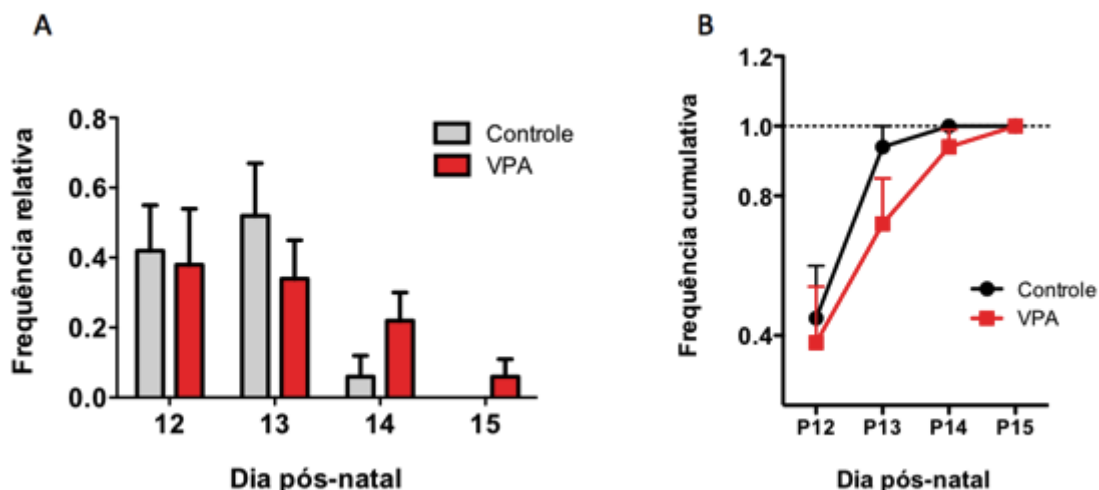 A
Frequência relativa
0.8
0.6
0.4
0.2
0.0
Controle
VPA
12 13 14 15
Dia pós-natal
B
Frequência cumulativa
1.2
1.0
0.8
0.4
Controle
VPA
P12 P13 P14 P15
Dia pós-natal